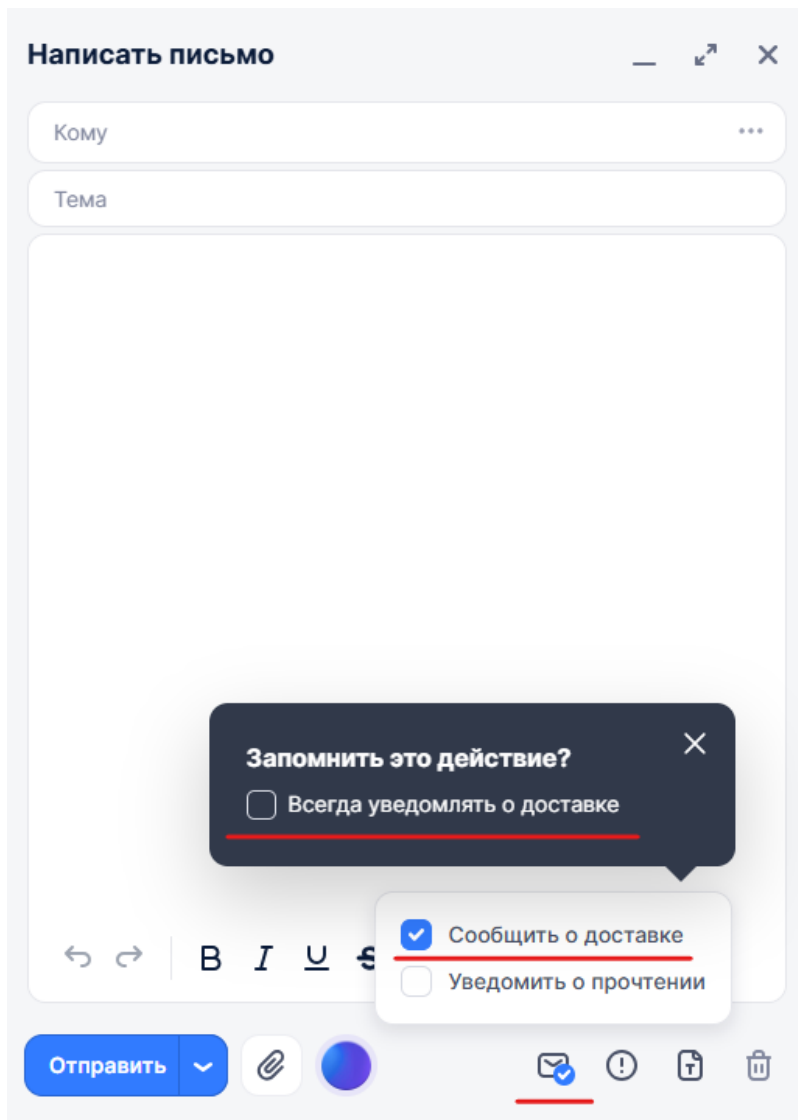 Написать письмо
Кому
Тема
Запомнить это действие?
Всегда уведомлять о доставке
Сообщить о доставке
B I U S
Уведомить о прочтении
Отправить